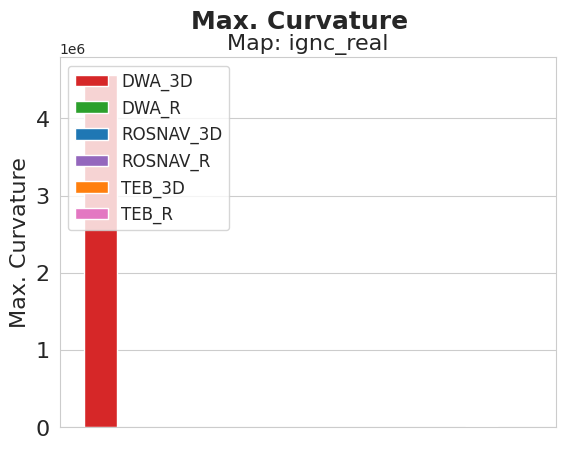 Max. Curvature
Map: ignc_real
1e6
Max. Curvature
4
3
2
1
0
DWA_3D
DWA_R
ROSNAV_3D
ROSNAV_R
TEB_3D
TEB_R